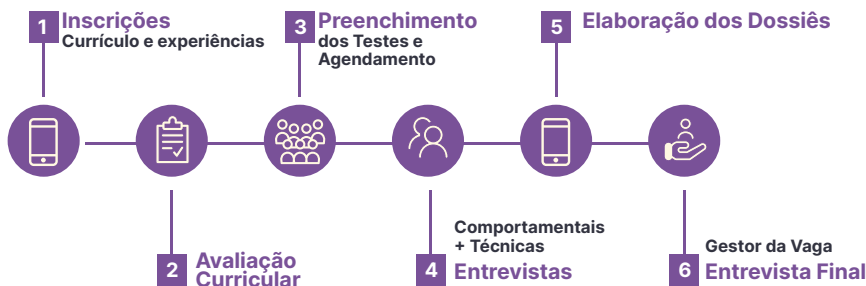 1 Inscrições
Currículo e experiências
2 Avaliação
Curricular
3 Preenchimento
dos Testes e
Agendamento
Comportamentais
+ Técnicas
4 Entrevistas
5 Elaboração dos Dossiês
Gestor da Vaga
6 Entrevista Final